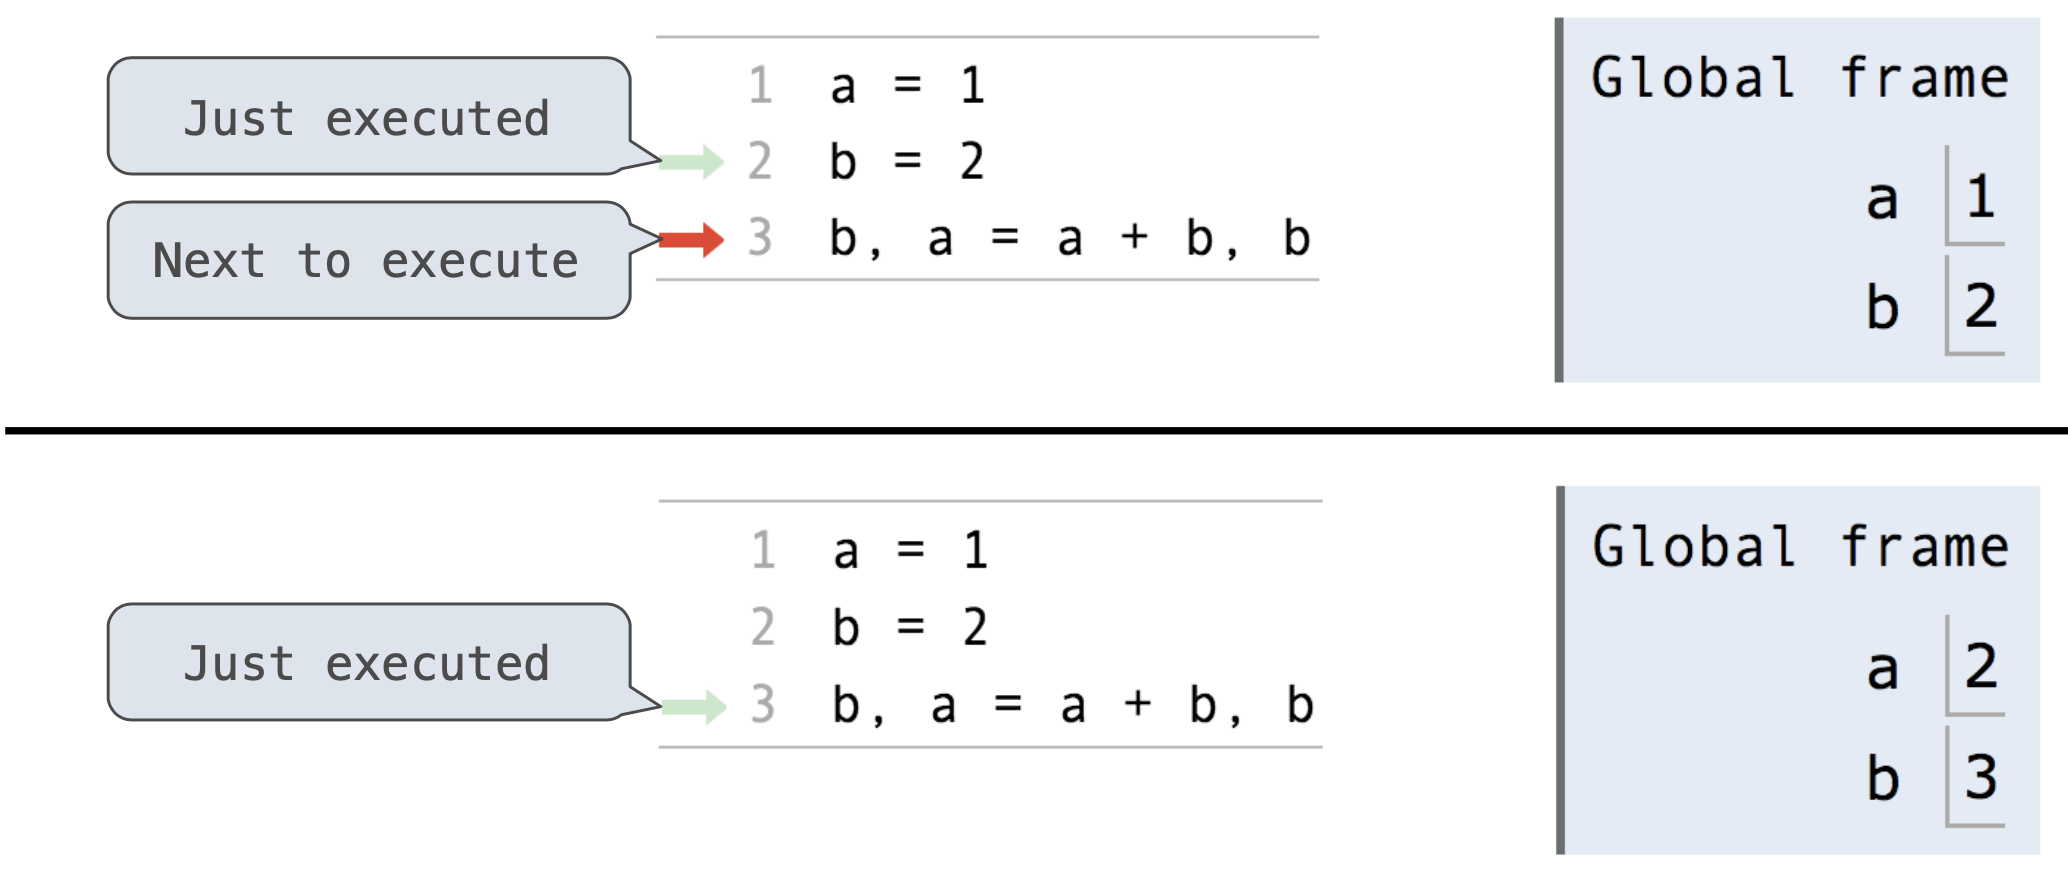 Just executed
Next to execute
1 a = 1
2 b = 2
3 b, a = a + b, b
Global frame
a 1
b 2
Just executed
1 a = 1
2 b = 2
3 b, a = a + b, b
Global frame
a 2
b 3